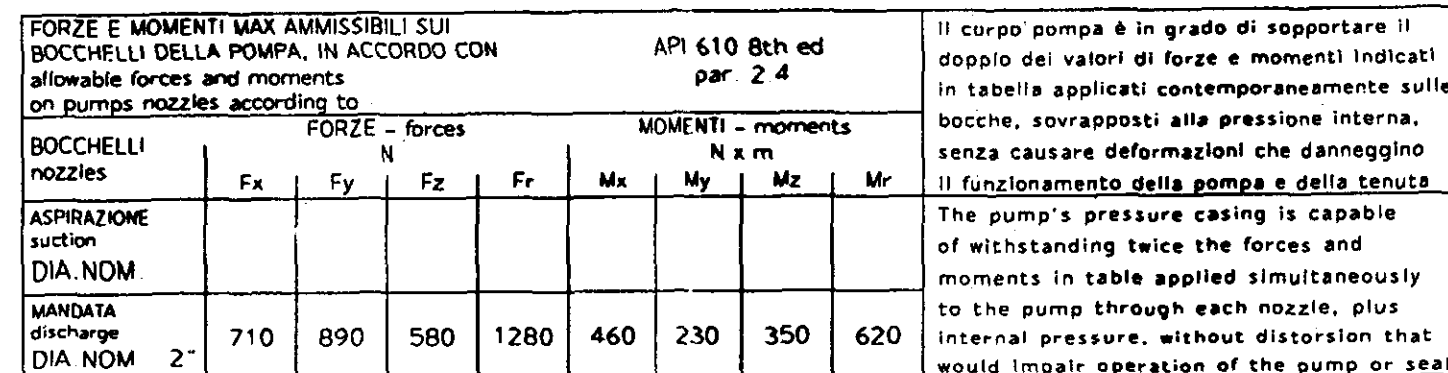 FORZE E MOMENTI MAX AMMISSIBILI SUI
BOCCHELLI DELLA POMPA, IN ACCORDO CON
allowable forces and moments
on pumps nozzles according to
API 610 8th ed
par. 2.4
BOCCHELLI
nozzles
FORZE - forces
N
MOMENTI - moments
N x m
Fx Fy Fz Fr Mx My Mz Mr
ASPIRAZIONE
suction
DIA.NOM.
MANDATA
discharge
DIA.NOM 2"
710 890 580 1280 460 230 350 620
Il corpo pompa è in grado di sopportare il
doppio dei valori di forze e momenti indicati
in tabella applicati contemporaneamente sulle
bocche, sovrapposti alla pressione interna,
senza causare deformazioni che danneggino
il funzionamento della pompa e della tenuta
The pump's pressure casing is capable
of withstanding twice the forces and
moments in table applied simultaneously
to the pump through each nozzle, plus
internal pressure, without distorsion that
would impair operation of the pump or seal